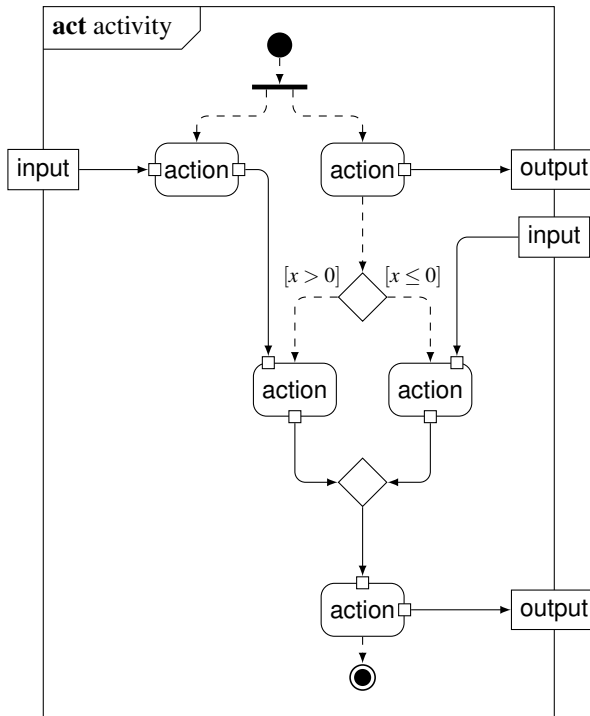 act activity
input
action
action
output
input
[x > 0]
[x ≤ 0]
action
action
action
output